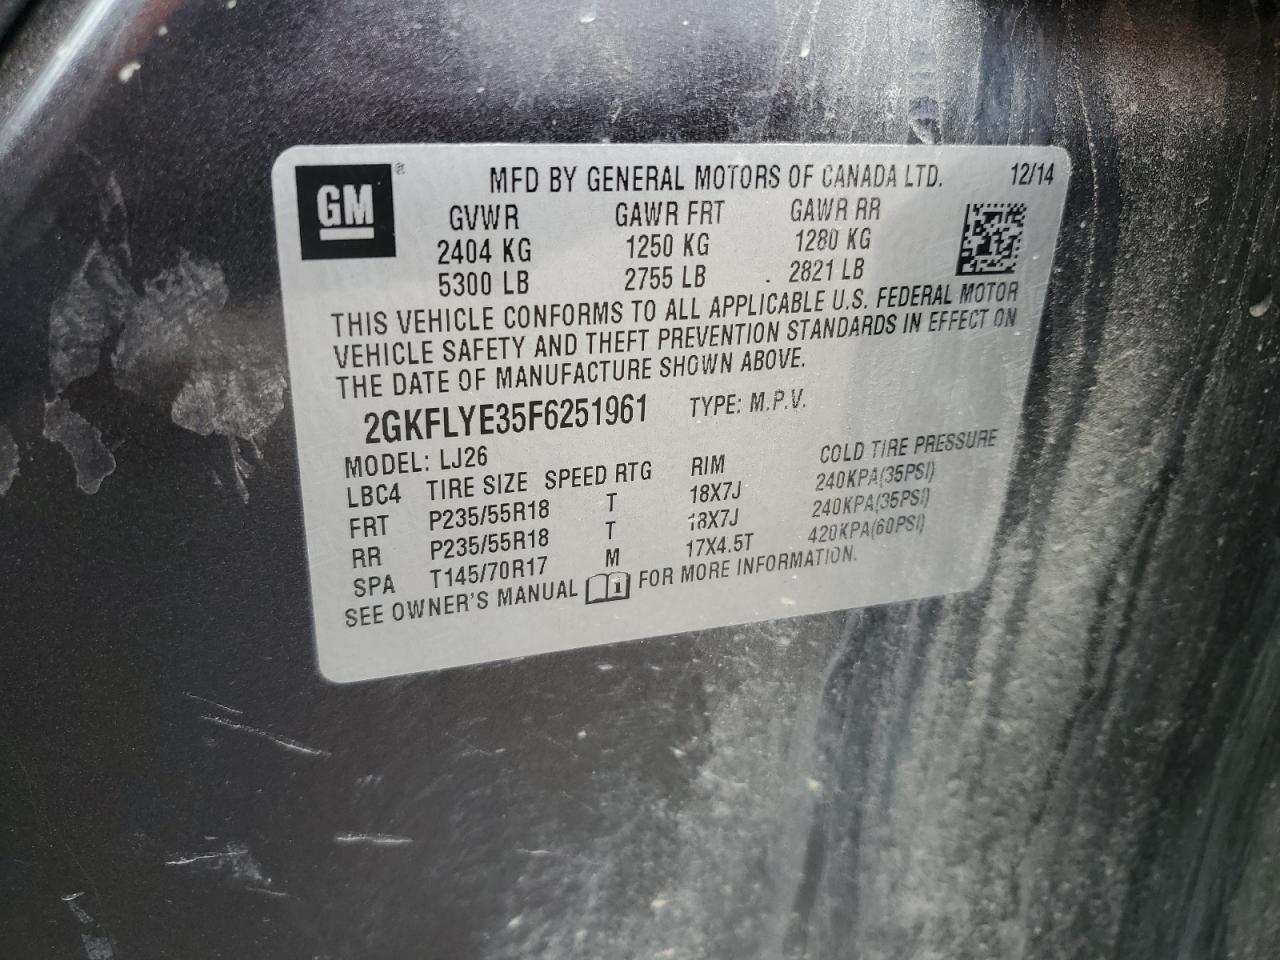 GM ®
MFD BY GENERAL MOTORS OF CANADA LTD. 12/14
GVWR GAWR FRT GAWR RR
2404 KG 1250 KG 1280 KG
5300 LB 2755 LB 2821 LB
THIS VEHICLE CONFORMS TO ALL APPLICABLE U.S. FEDERAL MOTOR
VEHICLE SAFETY AND THEFT PREVENTION STANDARDS IN EFFECT ON
THE DATE OF MANUFACTURE SHOWN ABOVE.
2GKFLYE35F6251961 TYPE: M.P.V.
MODEL: LJ26
LBC4 TIRE SIZE SPEED RTG RIM COLD TIRE PRESSURE
FRT P235/55R18 T 18X7J 240KPA(35PSI)
RR P235/55R18 T 18X7J 240KPA(35PSI)
SPA T145/70R17 M 17X4.5T 420KPA(60PSI)
SEE OWNER'S MANUAL i FOR MORE INFORMATION.